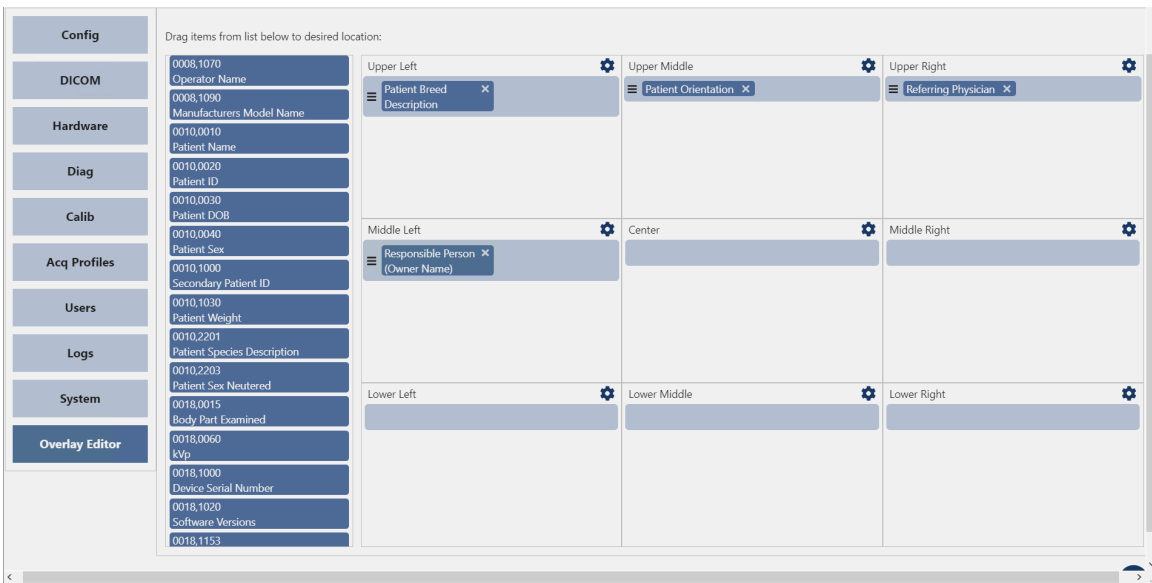 Config
DICOM
Hardware
Diag
Calib
Acq Profiles
Users
Logs
System
Overlay Editor
Drag items from list below to desired location:
0008,1070
Operator Name
0008,1090
Manufacturers Model Name
0010,0010
Patient Name
0010,0020
Patient ID
0010,0030
Patient DOB
0010,0040
Patient Sex
0010,1000
Secondary Patient ID
0010,1030
Patient Weight
0010,2201
Patient Species Description
0010,2203
Patient Sex Neutered
0018,0015
Body Part Examined
0018,0060
kVp
0018,1000
Device Serial Number
0018,1020
Software Versions
0018,1153
Upper Left
Patient Breed
Description
Upper Middle
Patient Orientation
Upper Right
Referring Physician
Middle Left
Responsible Person
(Owner Name)
Center
Middle Right
Lower Left
Lower Middle
Lower Right